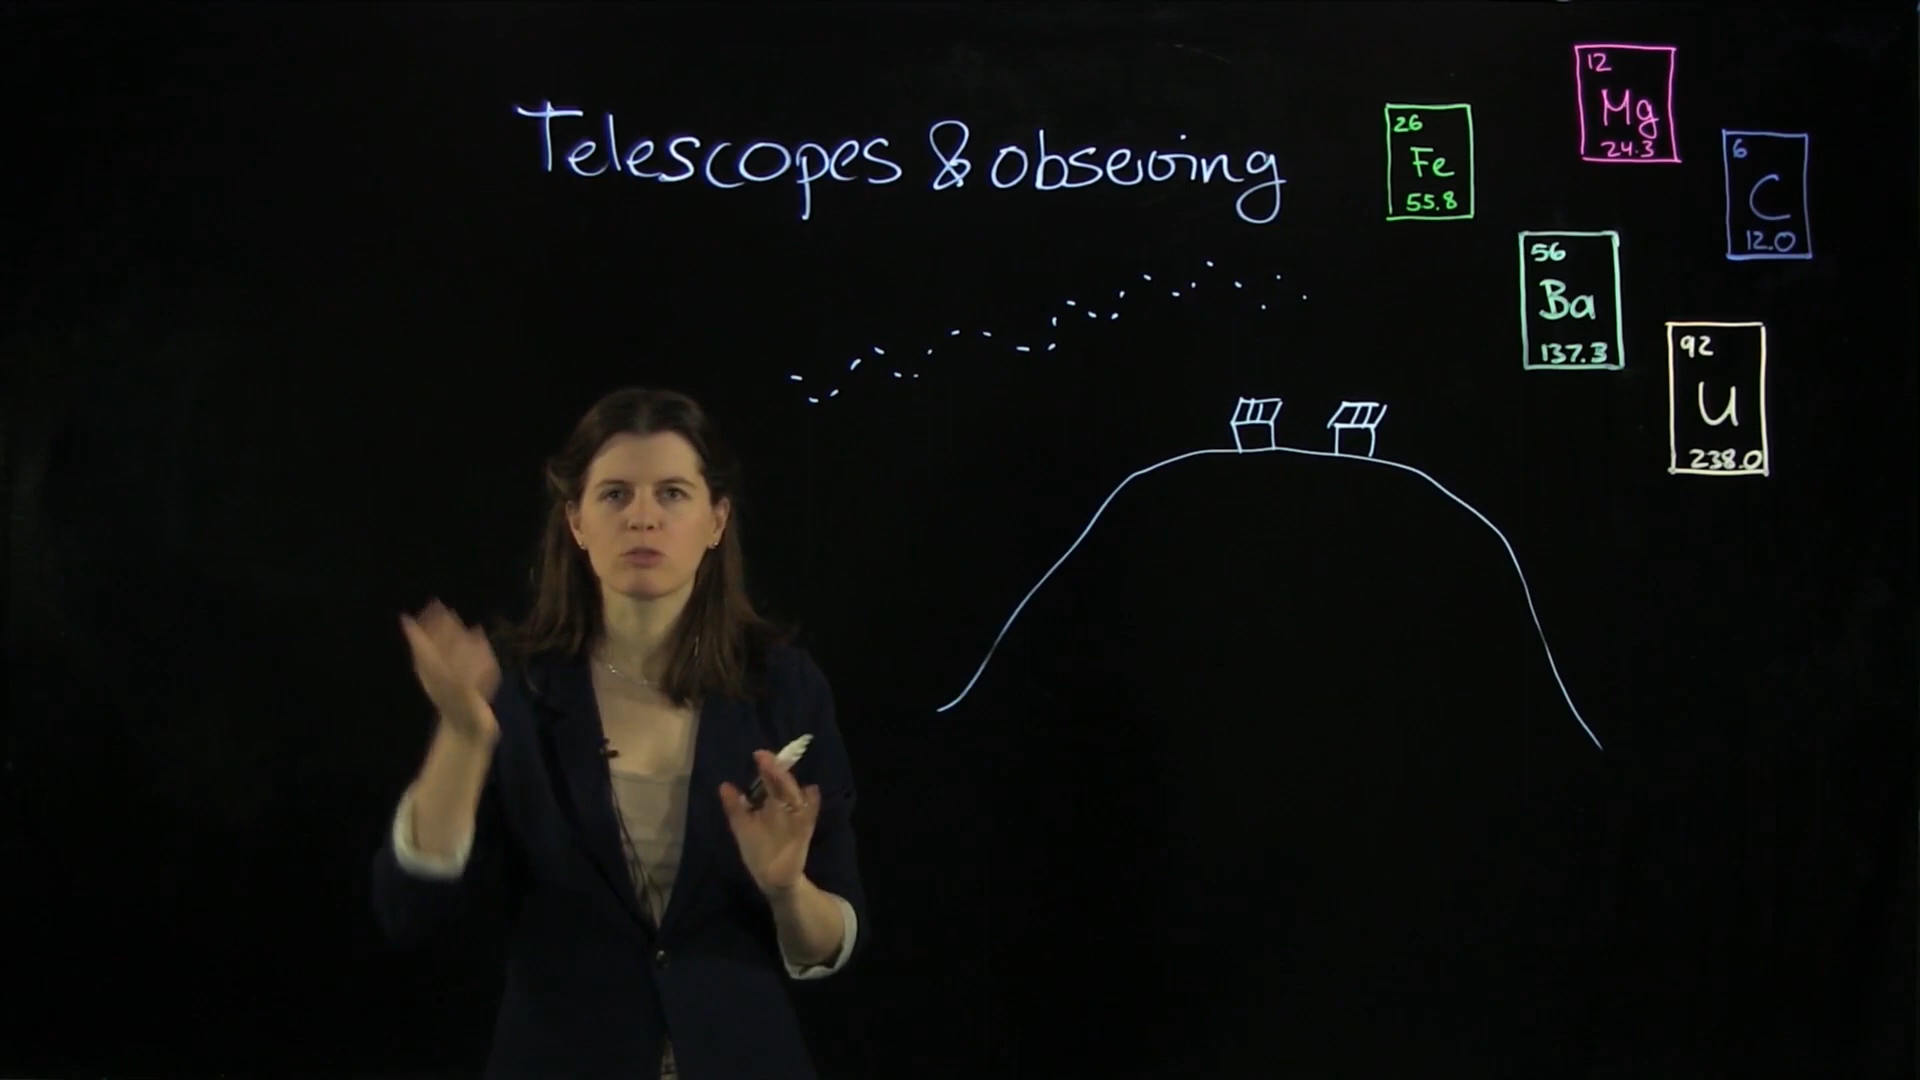 Telescopes & observing
26
Fe
55.8
12
Mg
24.3
6
C
12.0
56
Ba
137.3
92
U
238.0